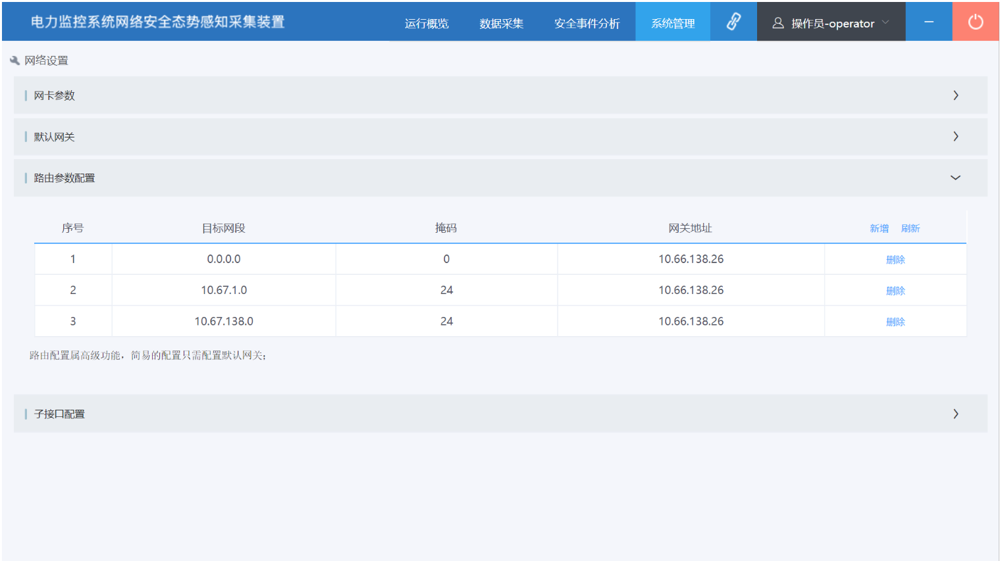 电力监控系统网络安全态势感知采集装置
运行概览 数据采集 安全事件分析 系统管理 操作员-operator
网络设置
网卡参数
默认网关
路由参数配置
序号 目标网段 掩码 网关地址 新增 刷新
1 0.0.0.0 0 10.66.138.26 删除
2 10.67.1.0 24 10.66.138.26 删除
3 10.67.138.0 24 10.66.138.26 删除
路由配置属高级功能，简易的配置只需配置默认网关；
子接口配置